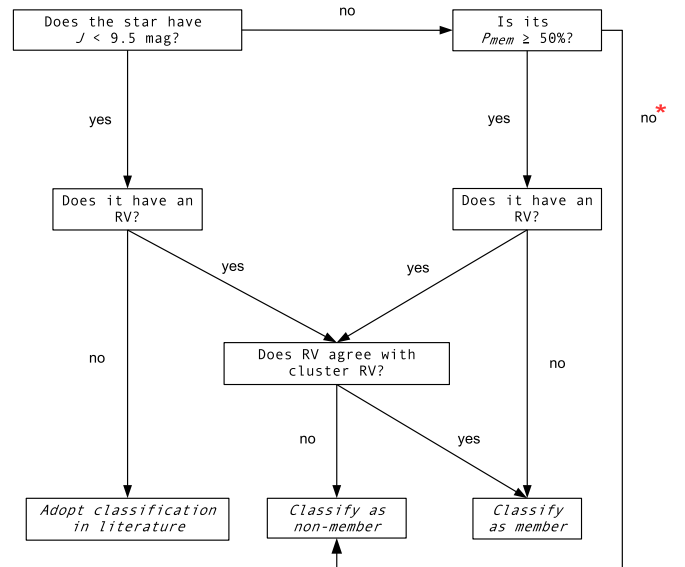 Does the star have
J < 9.5 mag?
no
Is its
Pmem ≥ 50%?
yes
yes
no*
Does it have an
RV?
Does it have an
RV?
yes
yes
no
Does RV agree with
cluster RV?
no
no
yes
Adopt classification
in literature
Classify as
non-member
Classify
as member